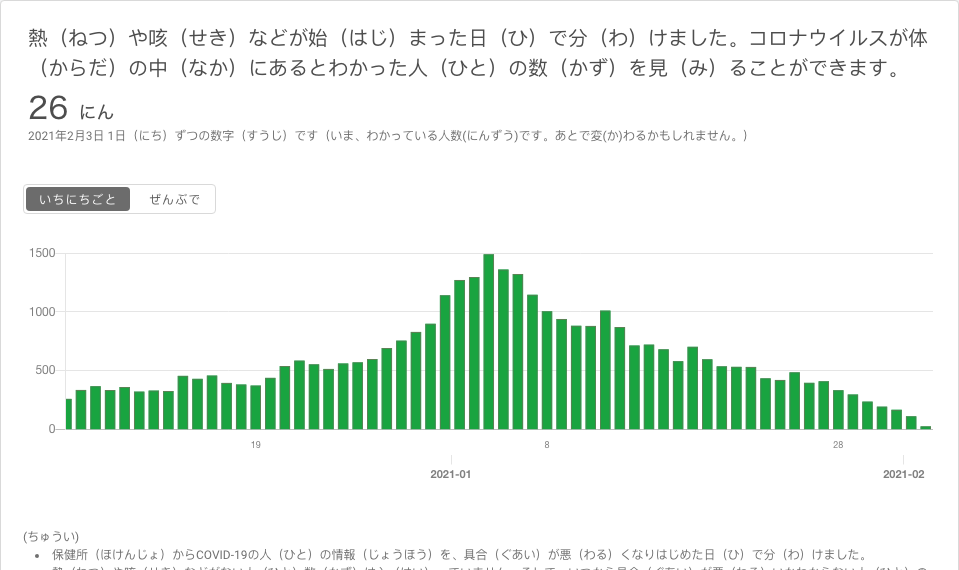 熱（ねつ）や咳（せき）などが始（はじ）まった日（ひ）で分（わ）けました。コロナウイルスが体
（からだ）の中（なか）にあるとわかった人（ひと）の数（かず）を見（み）ることができます。
26 にん
2021年2月3日 1日（にち）ずつの数字（すうじ）です（いま、わかっている人数(にんずう)です。あとで変(か)わるかもしれません。）
いちにちごと ぜんぶで
1500
1000
500
0
19 8 28
2021-01 2021-02
(ちゅうい)
• 保健所（ほけんじょ）からCOVID-19の人（ひと）の情報（じょうほう）を、具合（ぐあい）が悪（わる）くなりはじめた日（ひ）で分（わ）けました。